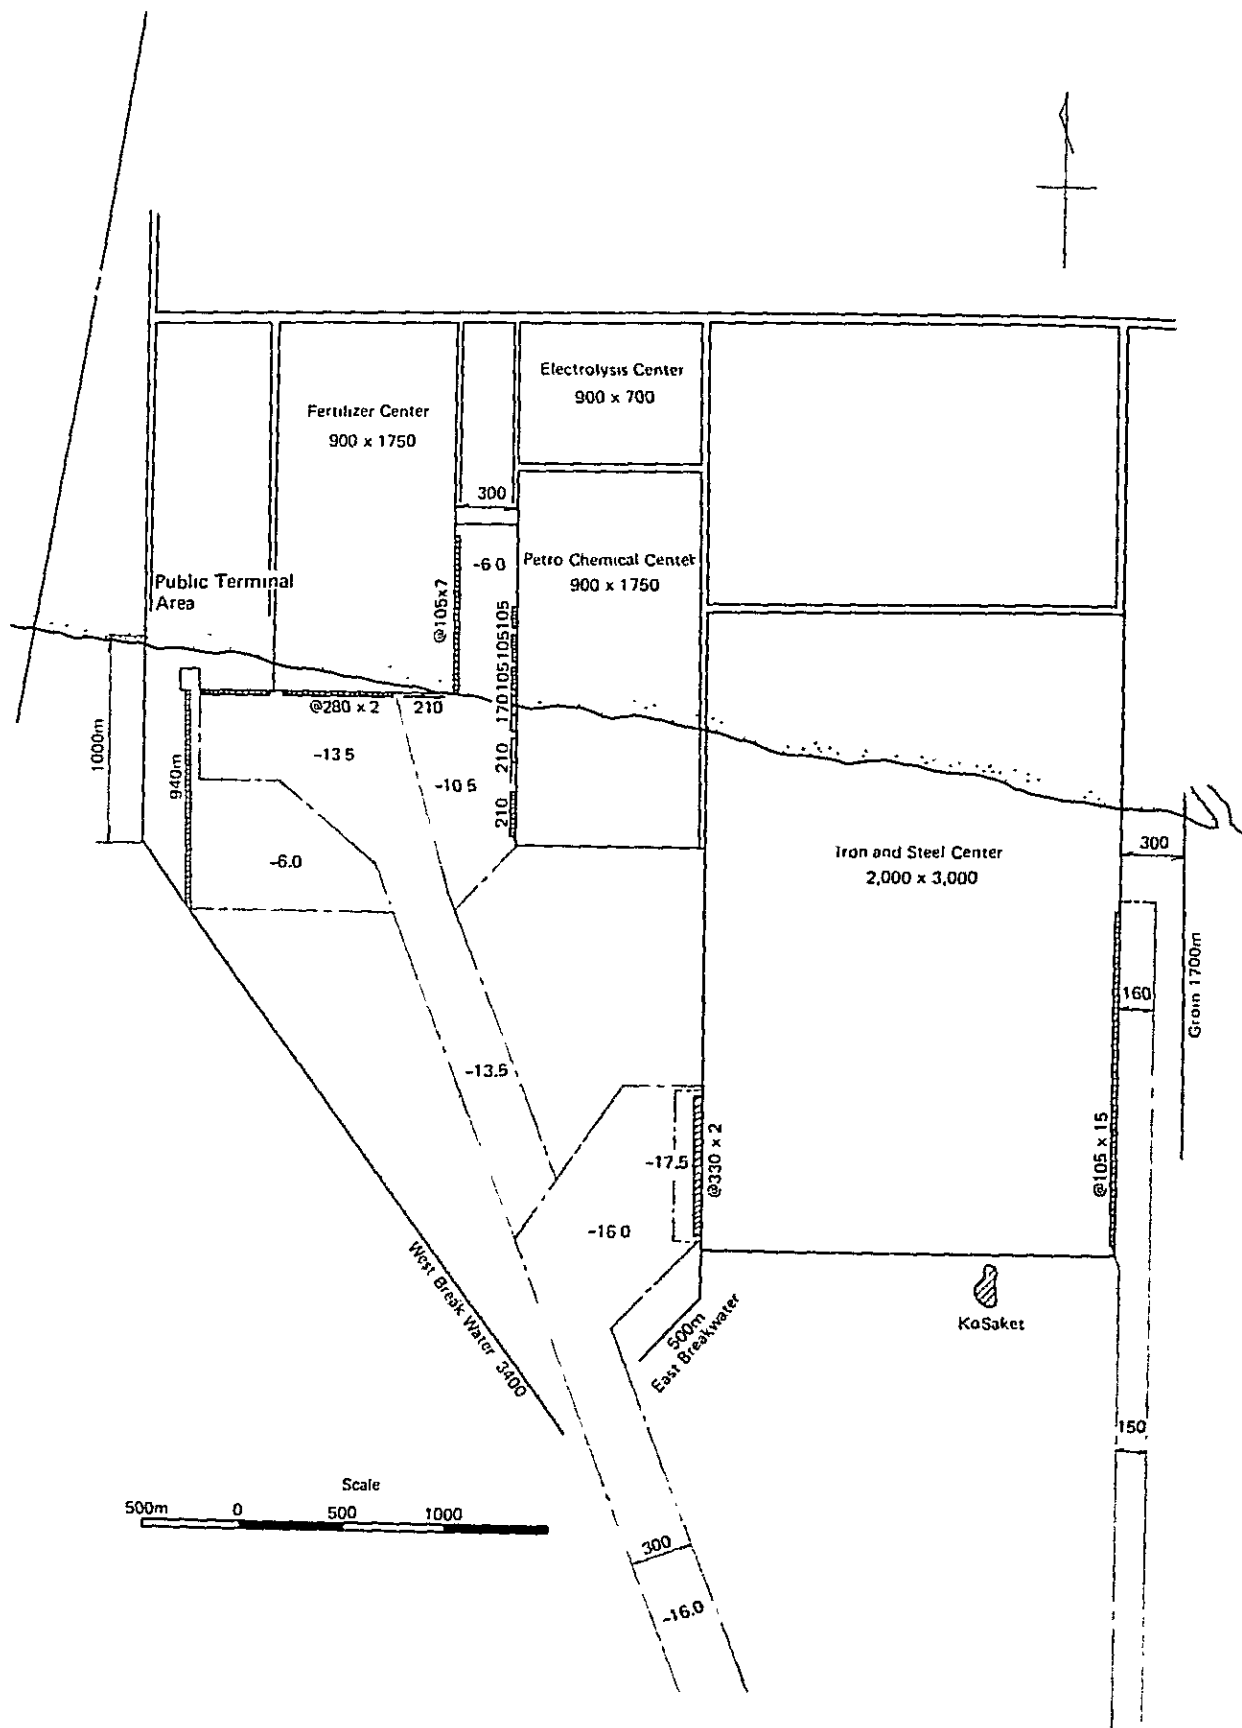 Electrolysis Center
900 x 700
Fertilizer Center
900 x 1750
300
-6 0
Petro Chemical Center
900 x 1750
Public Terminal
Area
@105x7
105
105
105
170
@280 x 2
210
1000m
940m
-13.5
-10 5
210
210
-6.0
Iron and Steel Center
2,000 x 3,000
300
160
Groin 1700m
-13.5
-17.5
@330 x 2
@105 x 15
-16 0
West Break Water 3400
500m
East Breakwater
KoSaket
150
Scale
500m 0 500 1000
300
-16.0